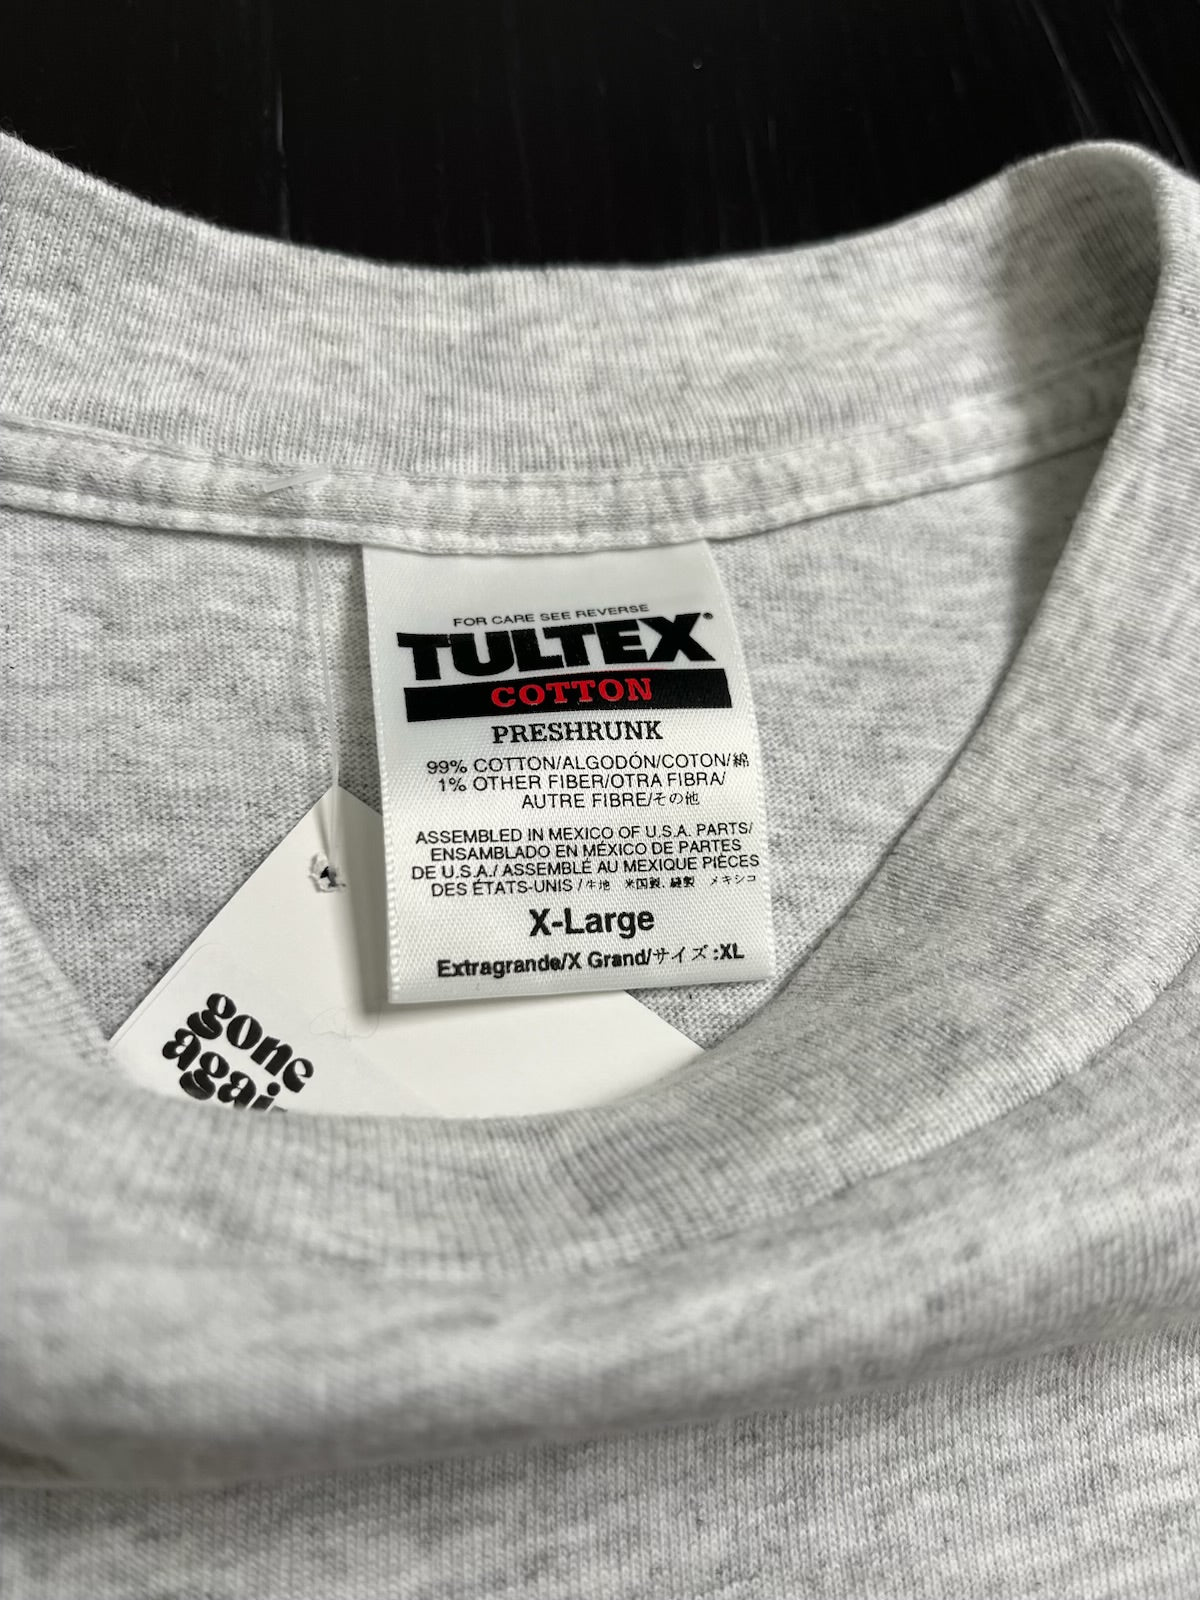 FOR CARE SEE REVERSE
TULTEX®
COTTON
PRESHRUNK
99% COTTON/ALGODÓN/COTON/綿
1% OTHER FIBER/OTRA FIBRA/
AUTRE FIBRE/その他
ASSEMBLED IN MEXICO OF U.S.A. PARTS/
ENSAMBLADO EN MÉXICO DE PARTES
DE U.S.A./ ASSEMBLÉ AU MEXIQUE PIÈCES
DES ÉTATS-UNIS /生地 米国製, 縫製 メキシコ
X-Large
Extragrande/X Grand/サイズ:XL
gone